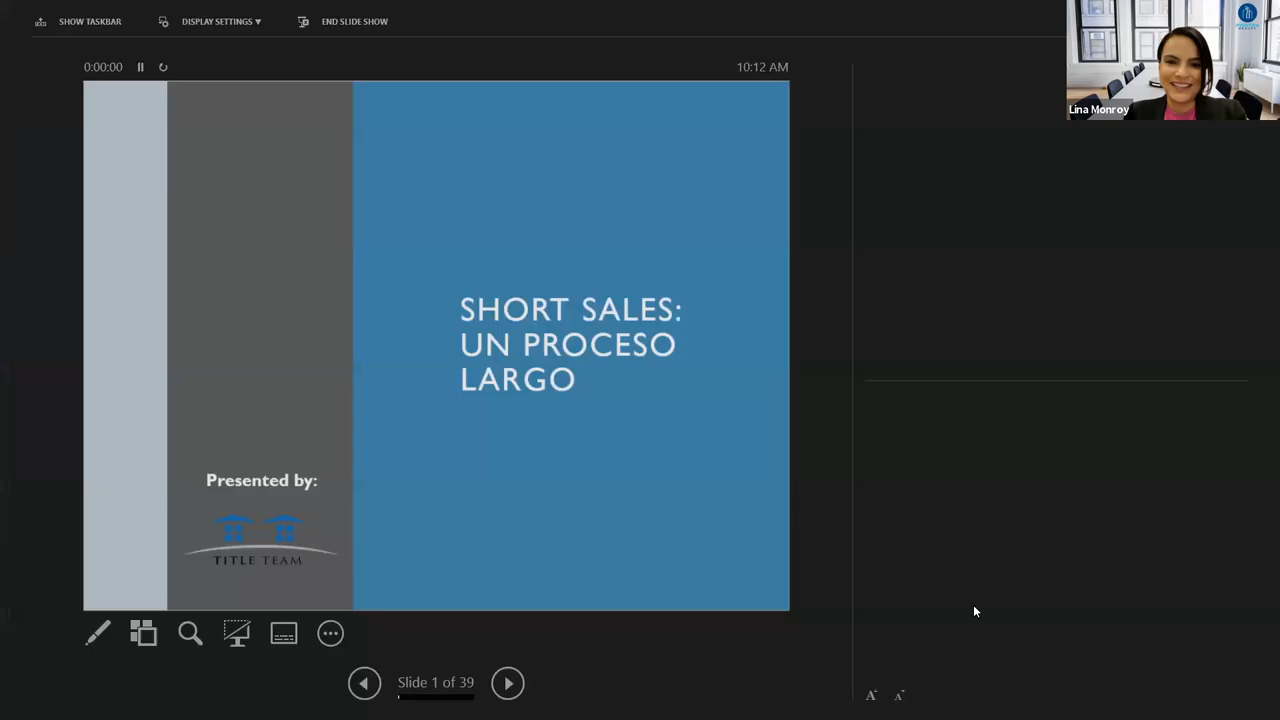 SHOW TASKBAR
DISPLAY SETTINGS ▾
END SLIDE SHOW
0:00:00
10:12 AM
Lina Monroy
SHORT SALES:
UN PROCESO
LARGO
Presented by:
TITLE TEAM
Slide 1 of 39